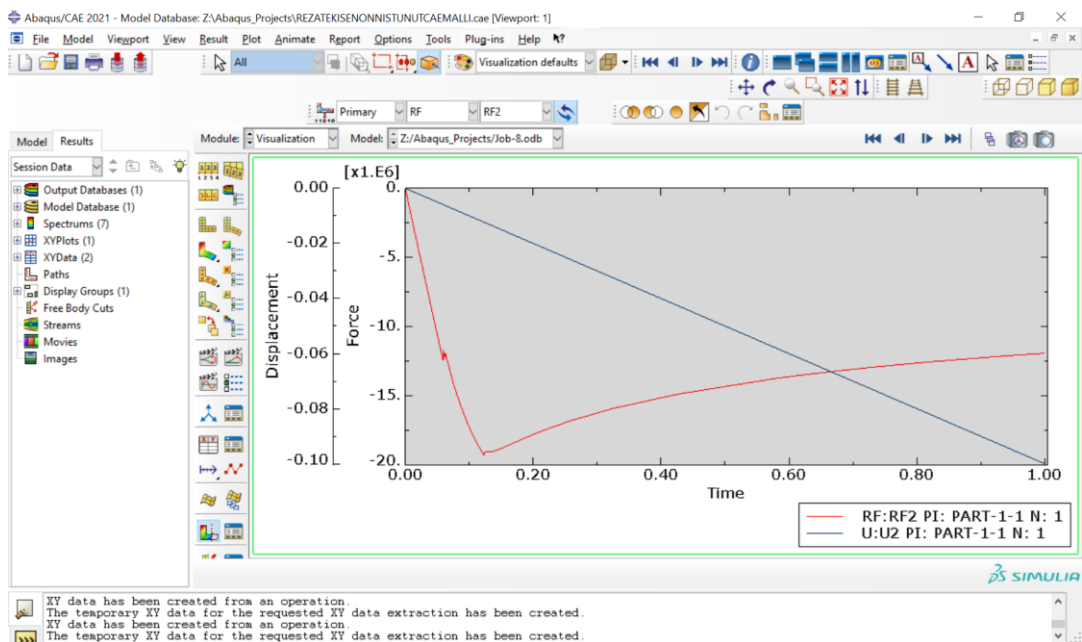 Abaqus/CAE 2021 - Model Database: Z:\Abaqus_Projects\REZATEKISENONNISTUNUTCAEMALLI.cae [Viewport: 1]
File Model Viewport View Result Plot Animate Report Options Tools Plug-ins Help
All
Visualization defaults
Primary RF RF2
Model Results
Module: Visualization Model: Z:/Abaqus_Projects/Job-8.odb
Session Data
Output Databases (1)
Model Database (1)
Spectrums (7)
XYPlots (1)
XYData (2)
Paths
Display Groups (1)
Free Body Cuts
Streams
Movies
Images
[x1.E6]
0.00 0.
-0.02
-5.
-0.04
-10.
-0.06
-15.
-0.08
-0.10 -20.
Displacement
Force
0.00 0.20 0.40 0.60 0.80 1.00
Time
RF:RF2 PI: PART-1-1 N: 1
U:U2 PI: PART-1-1 N: 1
SIMULIA
XY data has been created from an operation.
The temporary XY data for the requested XY data extraction has been created.
XY data has been created from an operation.
The temporary XY data for the requested XY data extraction has been created.